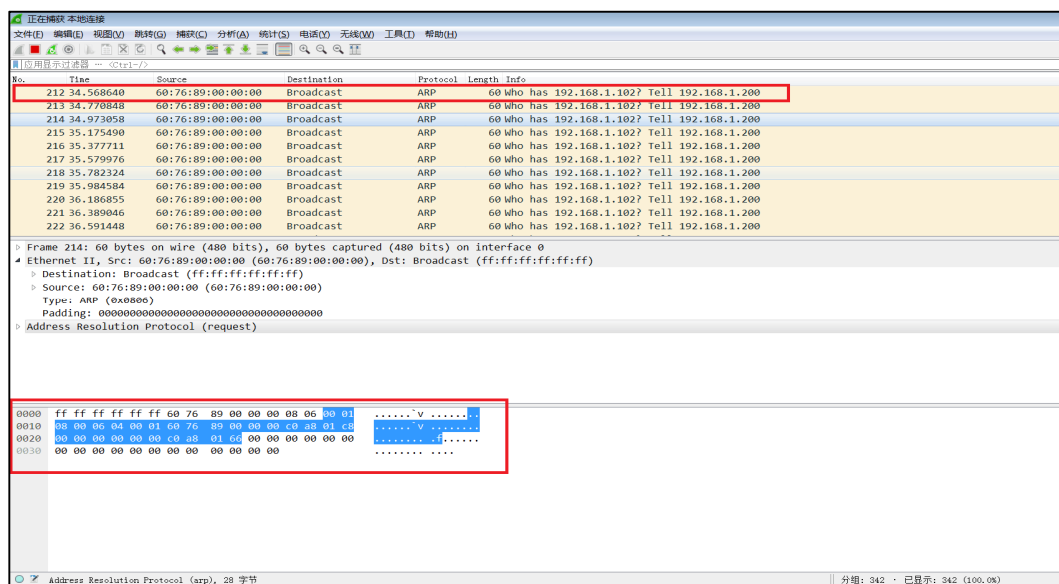 正在捕获 本地连接
文件(F) 编辑(E) 视图(V) 跳转(G) 捕获(C) 分析(A) 统计(S) 电话(Y) 无线(W) 工具(T) 帮助(H)
应用显示过滤器 … <Ctrl-/>
No. Time Source Destination Protocol Length Info
212 34.568640 60:76:89:00:00:00 Broadcast ARP 60 Who has 192.168.1.102? Tell 192.168.1.200
213 34.770848 60:76:89:00:00:00 Broadcast ARP 60 Who has 192.168.1.102? Tell 192.168.1.200
214 34.973058 60:76:89:00:00:00 Broadcast ARP 60 Who has 192.168.1.102? Tell 192.168.1.200
215 35.175490 60:76:89:00:00:00 Broadcast ARP 60 Who has 192.168.1.102? Tell 192.168.1.200
216 35.377711 60:76:89:00:00:00 Broadcast ARP 60 Who has 192.168.1.102? Tell 192.168.1.200
217 35.579976 60:76:89:00:00:00 Broadcast ARP 60 Who has 192.168.1.102? Tell 192.168.1.200
218 35.782324 60:76:89:00:00:00 Broadcast ARP 60 Who has 192.168.1.102? Tell 192.168.1.200
219 35.984584 60:76:89:00:00:00 Broadcast ARP 60 Who has 192.168.1.102? Tell 192.168.1.200
220 36.186855 60:76:89:00:00:00 Broadcast ARP 60 Who has 192.168.1.102? Tell 192.168.1.200
221 36.389046 60:76:89:00:00:00 Broadcast ARP 60 Who has 192.168.1.102? Tell 192.168.1.200
222 36.591448 60:76:89:00:00:00 Broadcast ARP 60 Who has 192.168.1.102? Tell 192.168.1.200
Frame 214: 60 bytes on wire (480 bits), 60 bytes captured (480 bits) on interface 0
Ethernet II, Src: 60:76:89:00:00:00 (60:76:89:00:00:00), Dst: Broadcast (ff:ff:ff:ff:ff:ff)
Destination: Broadcast (ff:ff:ff:ff:ff:ff)
Source: 60:76:89:00:00:00 (60:76:89:00:00:00)
Type: ARP (0x0806)
Padding: 000000000000000000000000000000000000
Address Resolution Protocol (request)
0000 ff ff ff ff ff ff 60 76 89 00 00 00 08 06 00 01 ......`v ........
0010 08 00 06 04 00 01 60 76 89 00 00 00 c0 a8 01 c8 ......`v ........
0020 00 00 00 00 00 00 c0 a8 01 66 00 00 00 00 00 00 ........ .f......
0030 00 00 00 00 00 00 00 00 00 00 00 00 ........ ....
Address Resolution Protocol (arp), 28 字节 分组: 342 · 已显示: 342 (100.0%)